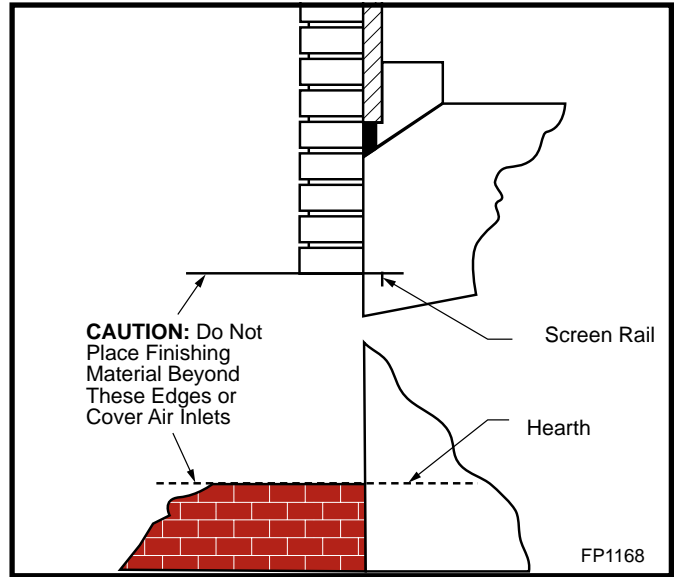 CAUTION: Do Not
Place Finishing
Material Beyond
These Edges or
Cover Air Inlets
Screen Rail
Hearth
FP1168